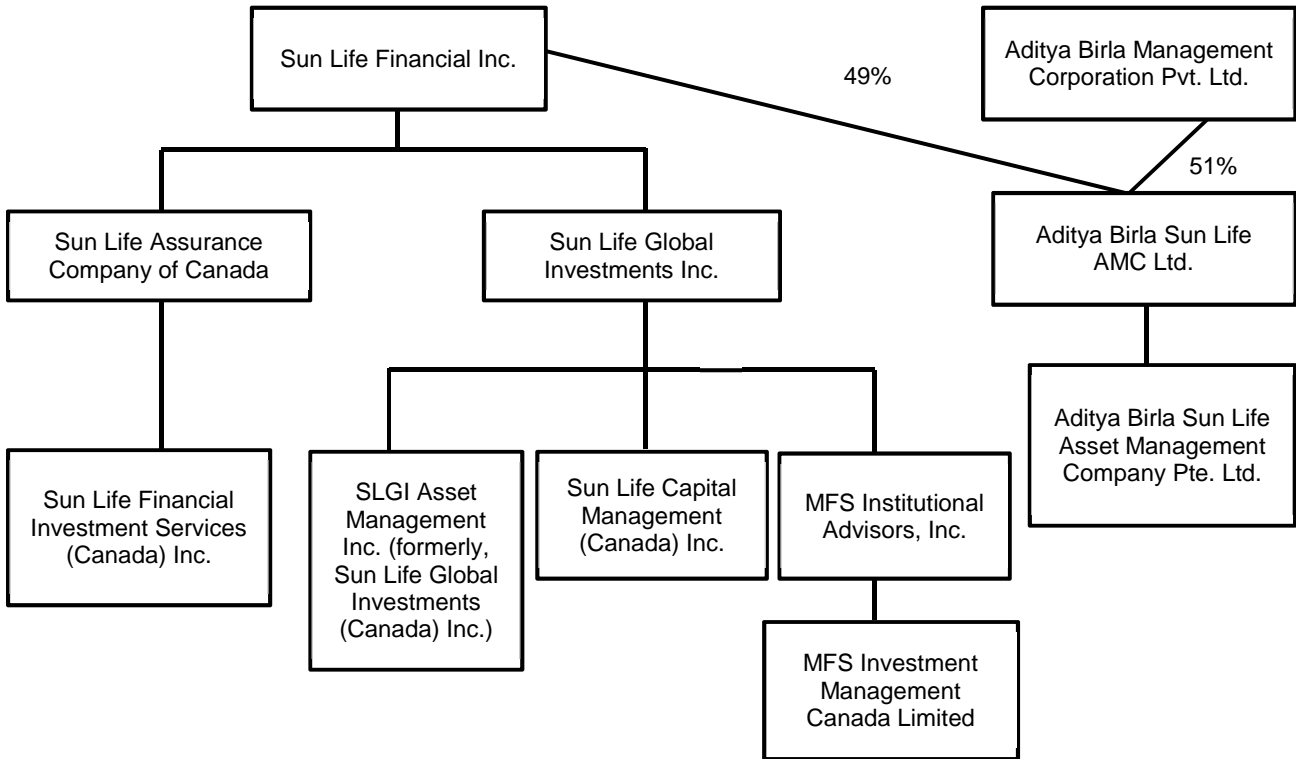 Sun Life Financial Inc.
Aditya Birla Management
Corporation Pvt. Ltd.
49%
51%
Sun Life Assurance
Company of Canada
Sun Life Global
Investments Inc.
Aditya Birla Sun Life
AMC Ltd.
Sun Life Financial
Investment Services
(Canada) Inc.
SLGI Asset
Management
Inc. (formerly,
Sun Life Global
Investments
(Canada) Inc.)
Sun Life Capital
Management
(Canada) Inc.
MFS Institutional
Advisors, Inc.
Aditya Birla Sun Life
Asset Management
Company Pte. Ltd.
MFS Investment
Management
Canada Limited